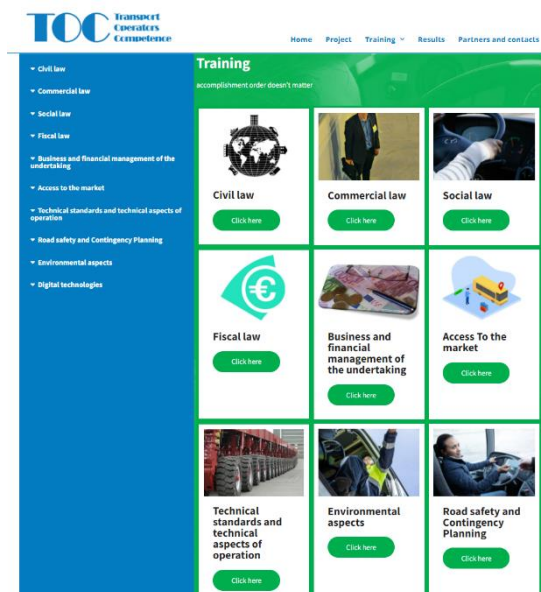 TOC Transport
Operators
Competence
Home Project Training Results Partners and contacts
Civil law
Commercial law
Social law
Fiscal law
Business and financial management of the
undertaking
Access to the market
Technical standards and technical aspects of
operation
Road safety and Contingency Planning
Environmental aspects
Digital technologies
Training
accomplishment order doesn't matter
Civil law
Click here
Commercial law
Click here
Social law
Click here
Fiscal law
Click here
Business and
financial
management of
the undertaking
Click here
Access To the
market
Click here
Technical
standards and
technical
aspects of
operation
Click here
Environmental
aspects
Click here
Road safety and
Contingency
Planning
Click here